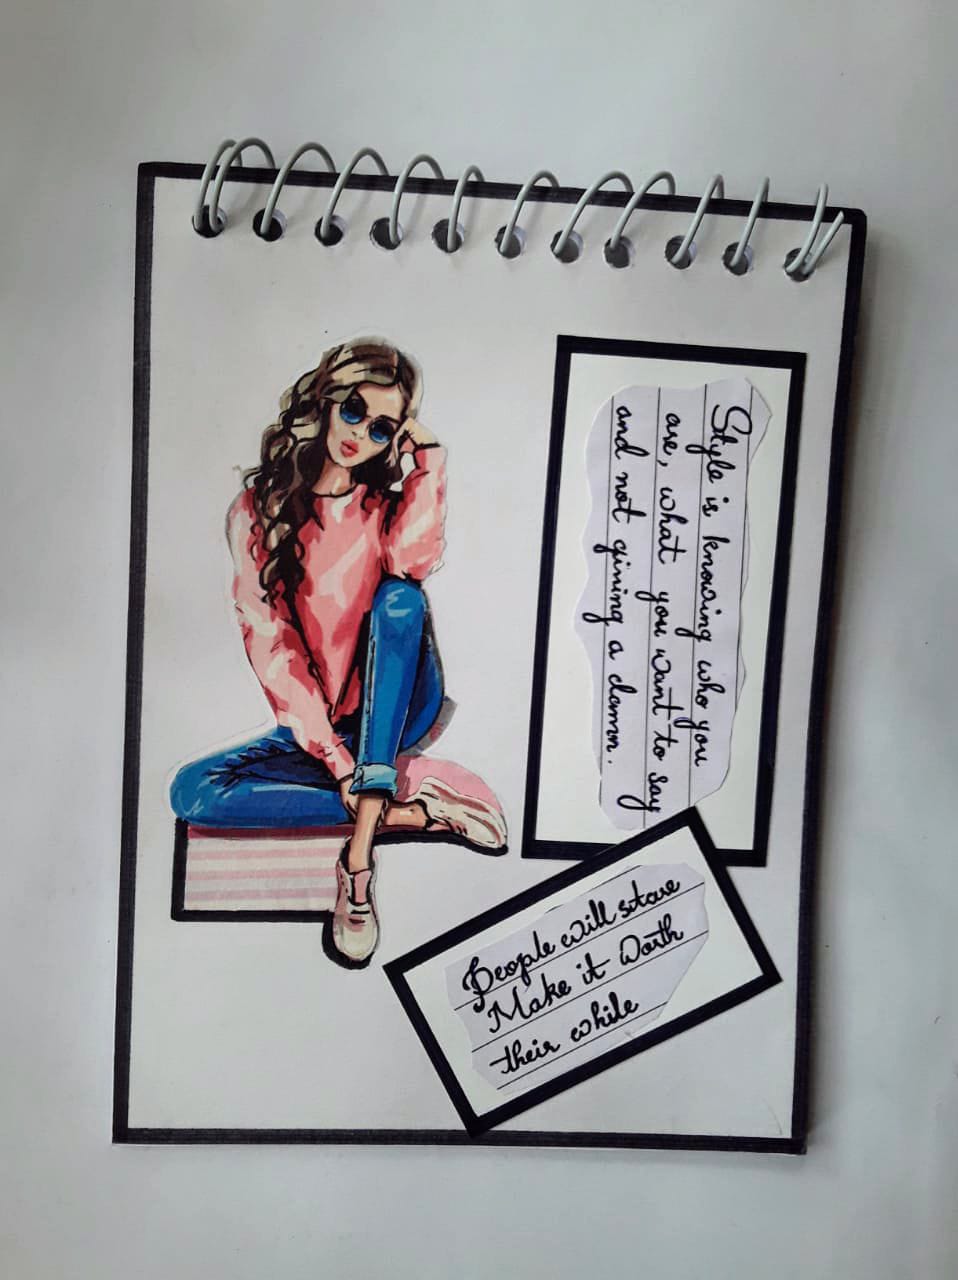 Style is knowing who you
are, what you want to say
and not giving a damn.
People will stare
Make it worth
their while